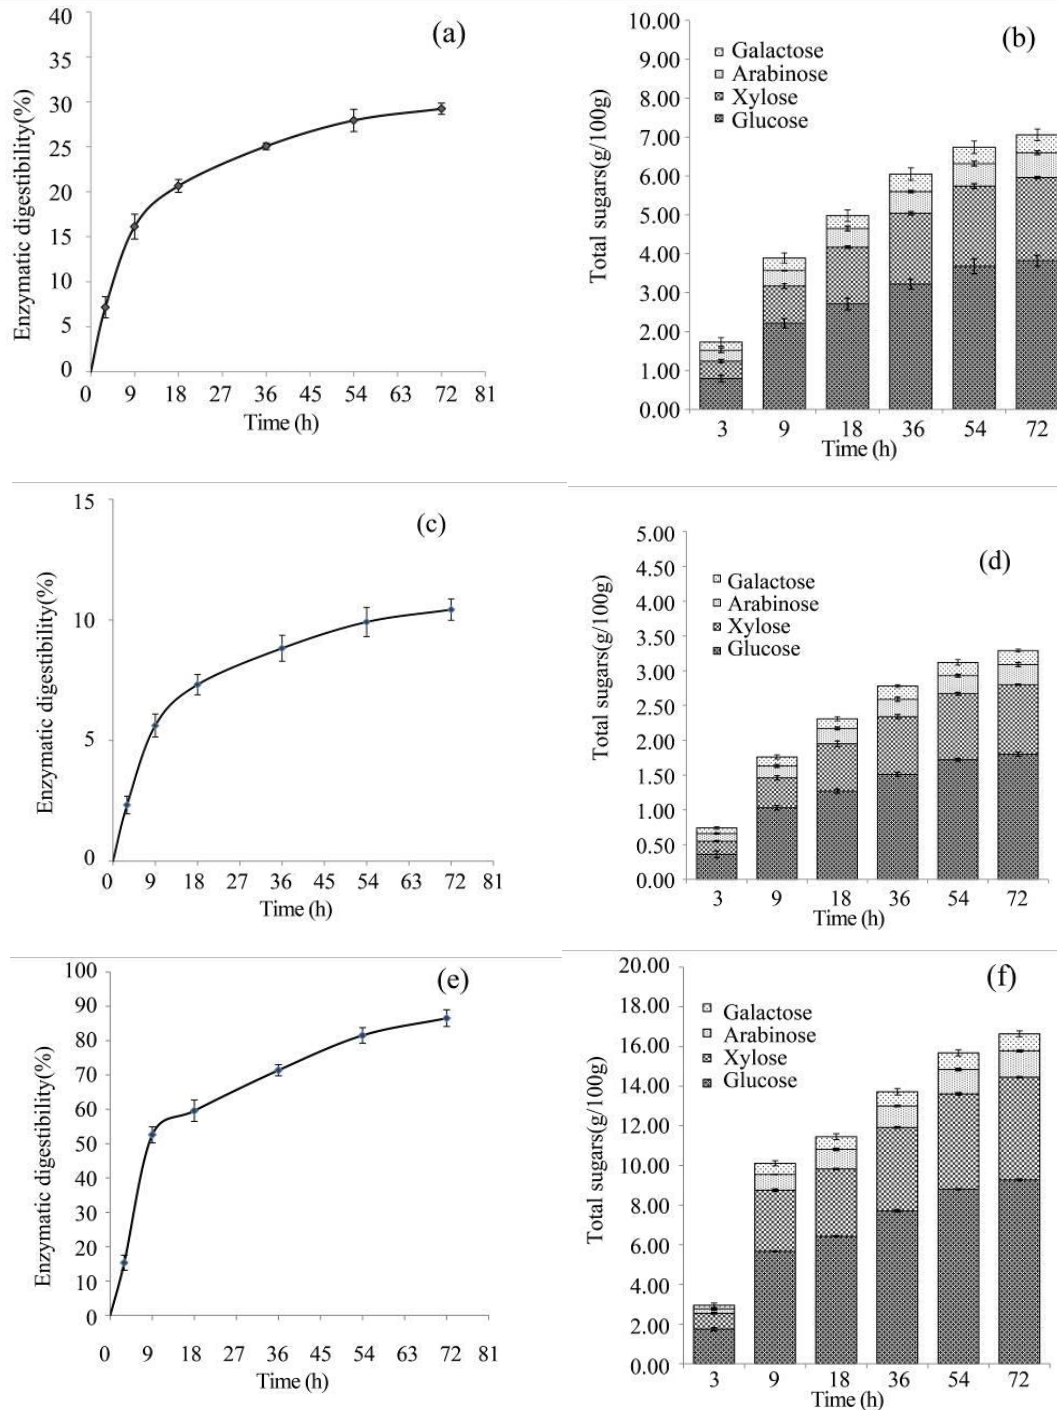 (a)
Enzymatic digestibility(%)
40
35
30
25
20
15
10
5
0
0 9 18 27 36 45 54 63 72 81
Time (h)
(b)
Total sugars(g/100g)
10.00
9.00
8.00
7.00
6.00
5.00
4.00
3.00
2.00
1.00
0.00
Galactose
Arabinose
Xylose
Glucose
3 9 18 36 54 72
Time (h)
(c)
Enzymatic digestibility(%)
15
10
5
0
0 9 18 27 36 45 54 63 72 81
Time (h)
(d)
Total sugars(g/100g)
5.00
4.50
4.00
3.50
3.00
2.50
2.00
1.50
1.00
0.50
0.00
Galactose
Arabinose
Xylose
Glucose
3 9 18 36 54 72
Time (h)
(e)
Enzymatic digestibility(%)
100
90
80
70
60
50
40
30
20
10
0
0 9 18 27 36 45 54 63 72 81
Time (h)
(f)
Total sugars(g/100g)
20.00
18.00
16.00
14.00
12.00
10.00
8.00
6.00
4.00
2.00
0.00
Galactose
Arabinose
Xylose
Glucose
3 9 18 36 54 72
Time (h)